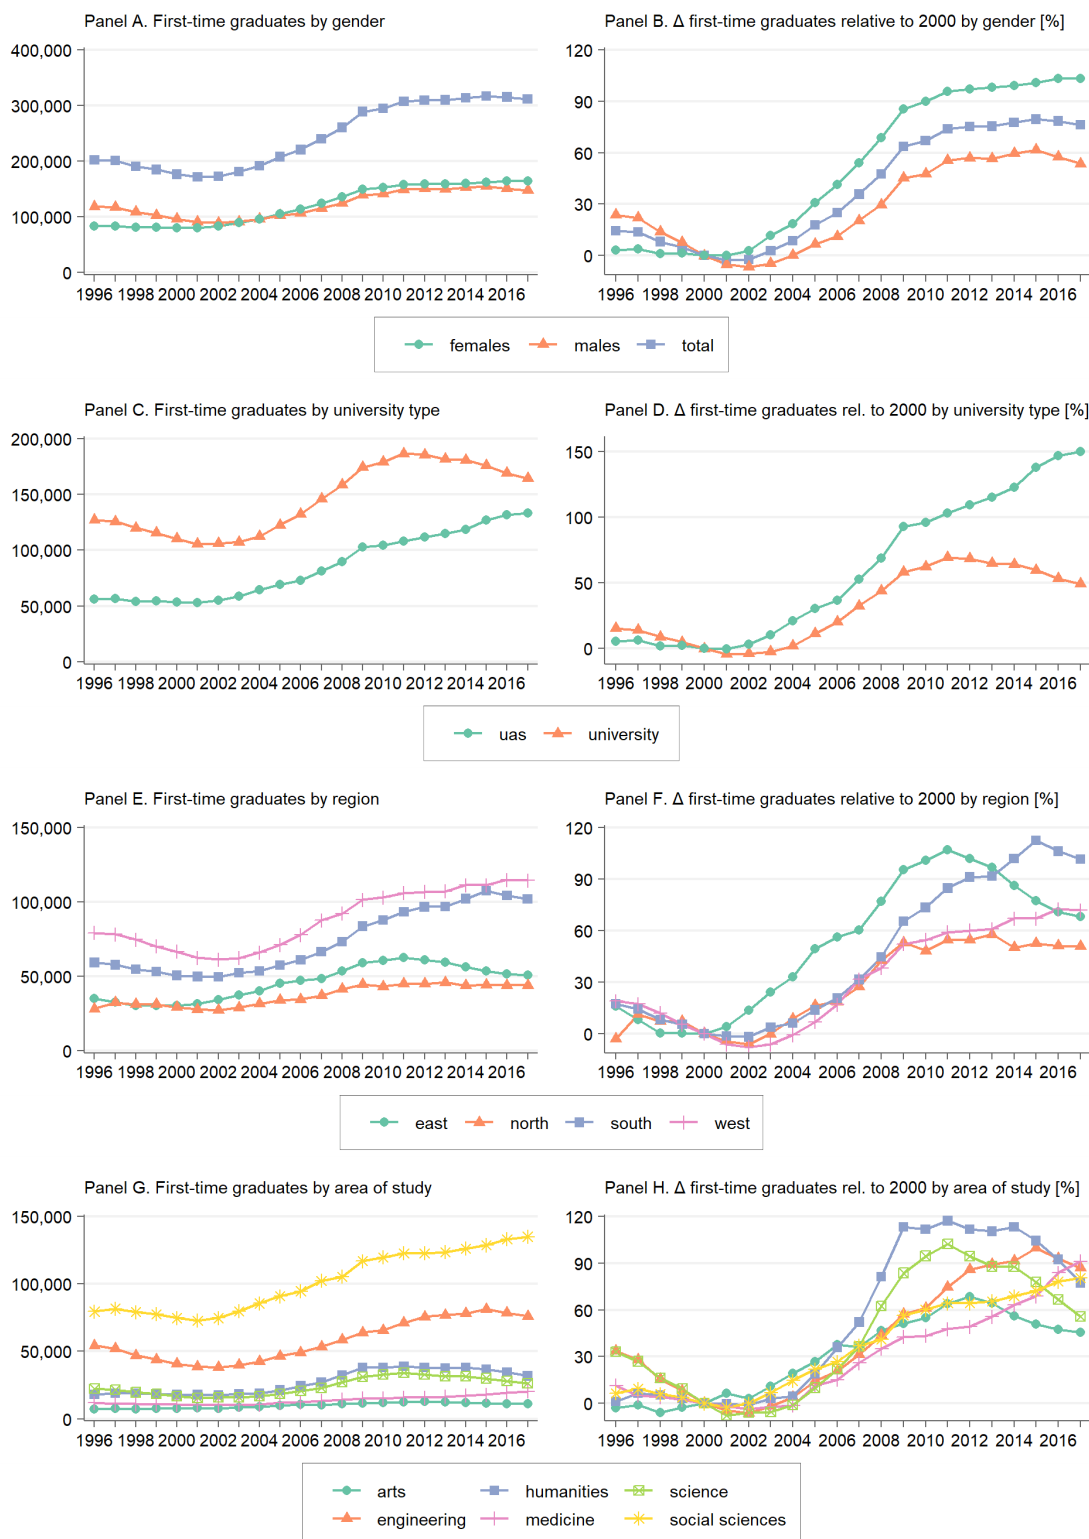 Panel A. First-time graduates by gender
400,000
300,000
200,000
100,000
0
1996 1998 2000 2002 2004 2006 2008 2010 2012 2014 2016
Panel B. Δ first-time graduates relative to 2000 by gender [%]
120
90
60
30
0
1996 1998 2000 2002 2004 2006 2008 2010 2012 2014 2016
females males total
Panel C. First-time graduates by university type
200,000
150,000
100,000
50,000
0
1996 1998 2000 2002 2004 2006 2008 2010 2012 2014 2016
Panel D. Δ first-time graduates rel. to 2000 by university type [%]
150
100
50
0
1996 1998 2000 2002 2004 2006 2008 2010 2012 2014 2016
uas university
Panel E. First-time graduates by region
150,000
100,000
50,000
0
1996 1998 2000 2002 2004 2006 2008 2010 2012 2014 2016
Panel F. Δ first-time graduates relative to 2000 by region [%]
120
90
60
30
0
1996 1998 2000 2002 2004 2006 2008 2010 2012 2014 2016
east north south west
Panel G. First-time graduates by area of study
150,000
100,000
50,000
0
1996 1998 2000 2002 2004 2006 2008 2010 2012 2014 2016
Panel H. Δ first-time graduates rel. to 2000 by area of study [%]
120
90
60
30
0
1996 1998 2000 2002 2004 2006 2008 2010 2012 2014 2016
arts humanities science
engineering medicine social sciences